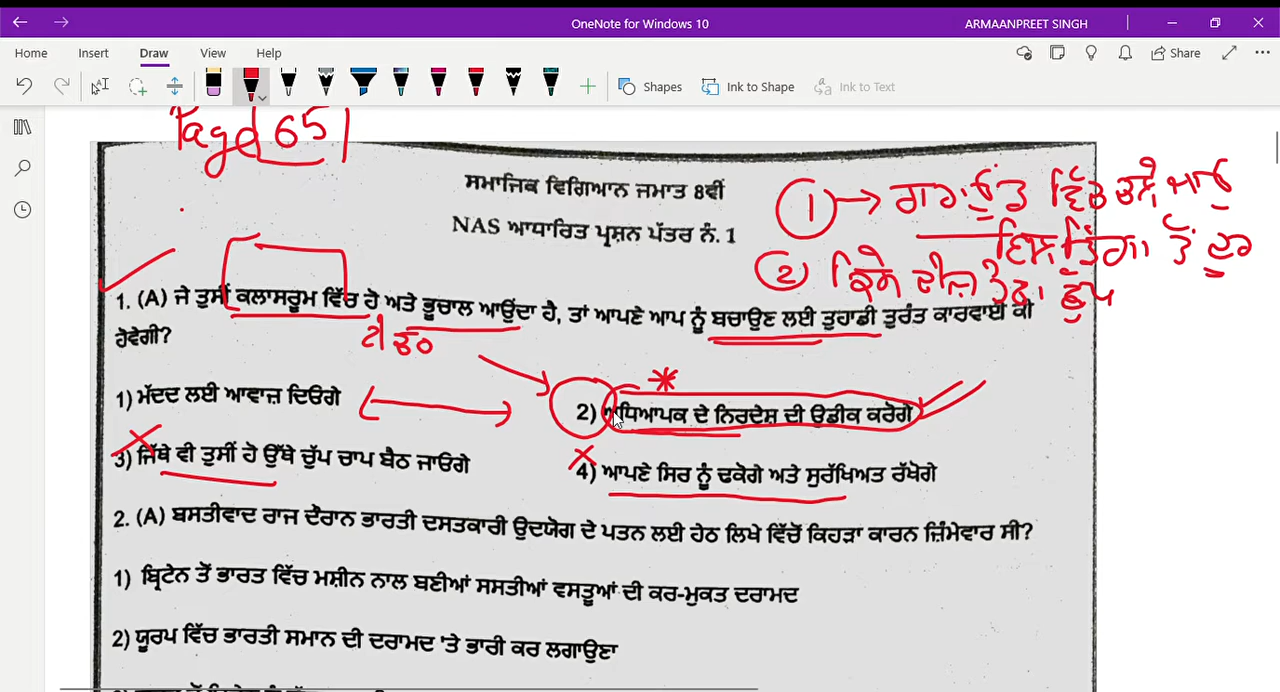 OneNote for Windows 10
ARMAANPREET SINGH
Home Insert Draw View Help
Share
Shapes Ink to Shape Ink to Text
Page 65
ਸਮਾਜਿਕ ਵਿਗਿਆਨ ਜਮਾਤ 8ਵੀਂ
NAS ਆਧਾਰਿਤ ਪ੍ਰਸ਼ਨ ਪੱਤਰ ਨੰ. 1
1 → ਵਿੱਚ
ਤੋਂ ਦੂਰ
2 ਕਿਸੇ
1. (A) ਜੇ ਤੁਸੀਂ ਕਲਾਸਰੂਮ ਵਿੱਚ ਹੋ ਅਤੇ ਭੂਚਾਲ ਆਉਂਦਾ ਹੈ, ਤਾਂ ਆਪਣੇ ਆਪ ਨੂੰ ਬਚਾਉਣ ਲਈ ਤੁਹਾਡੀ ਤੁਰੰਤ ਕਾਰਵਾਈ ਕੀ
ਹੋਵੇਗੀ?
1) ਮੱਦਦ ਲਈ ਆਵਾਜ਼ ਦਿਓਗੇ
2) ਅਧਿਆਪਕ ਦੇ ਨਿਰਦੇਸ਼ ਦੀ ਉਡੀਕ ਕਰੋਗੇ
3) ਜਿੱਥੇ ਵੀ ਤੁਸੀਂ ਹੋ ਉੱਥੇ ਚੁੱਪ ਚਾਪ ਬੈਠ ਜਾਓਗੇ
4) ਆਪਣੇ ਸਿਰ ਨੂੰ ਢਕੋਗੇ ਅਤੇ ਸੁਰੱਖਿਅਤ ਰੱਖੋਗੇ
2. (A) ਬਸਤੀਵਾਦ ਰਾਜ ਦੌਰਾਨ ਭਾਰਤੀ ਦਸਤਕਾਰੀ ਉਦਯੋਗ ਦੇ ਪਤਨ ਲਈ ਹੇਠ ਲਿਖੇ ਵਿੱਚੋਂ ਕਿਹੜਾ ਕਾਰਨ ਜ਼ਿੰਮੇਵਾਰ ਸੀ?
1) ਬ੍ਰਿਟੇਨ ਤੋਂ ਭਾਰਤ ਵਿੱਚ ਮਸ਼ੀਨ ਨਾਲ ਬਣੀਆਂ ਸਸਤੀਆਂ ਵਸਤੂਆਂ ਦੀ ਕਰ-ਮੁਕਤ ਦਰਾਮਦ
2) ਯੂਰਪ ਵਿੱਚ ਭਾਰਤੀ ਸਮਾਨ ਦੀ ਦਰਾਮਦ 'ਤੇ ਭਾਰੀ ਕਰ ਲਗਾਉਣਾ